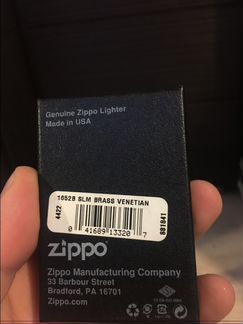 Genuine Zippo Lighter
Made in USA
1652B SLM BRASS VENETIAN
4422
0 41689 13320 7
881841
zippo
Zippo Manufacturing Company
33 Barbour Street
Bradford, PA 16701
Zippo.com